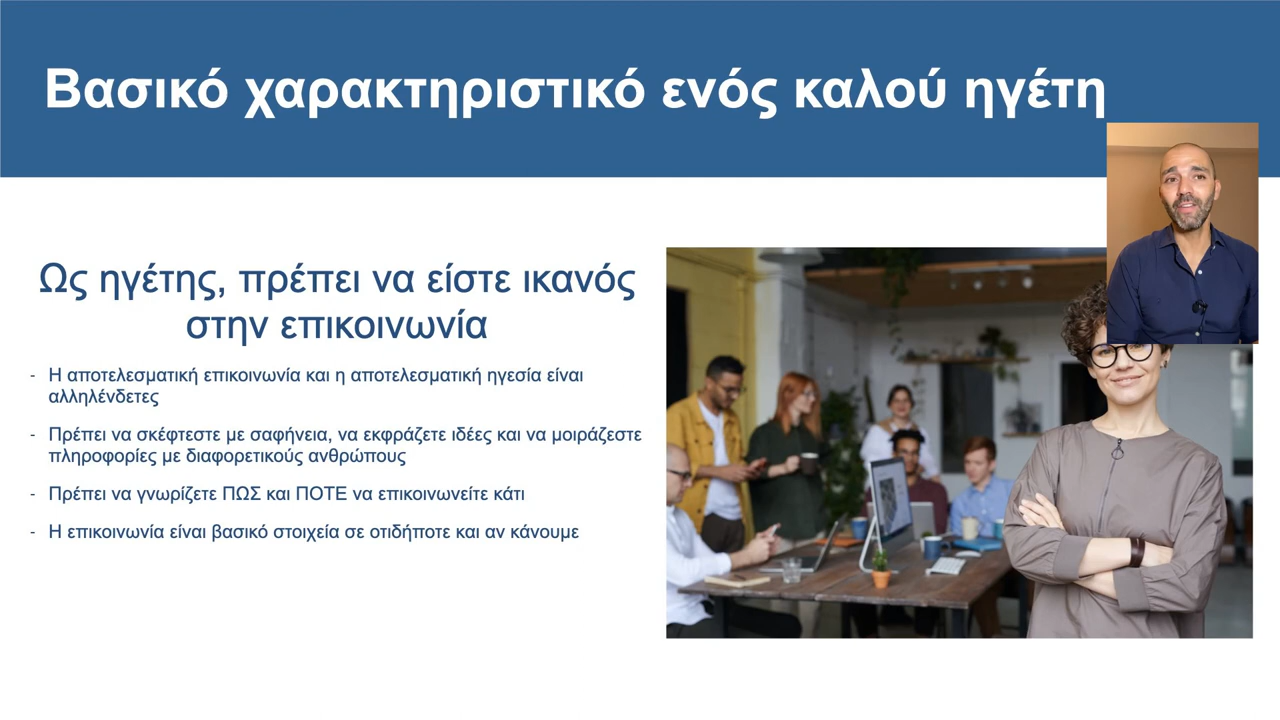 Βασικό χαρακτηριστικό ενός καλού ηγέτη
Ως ηγέτης, πρέπει να είστε ικανός
στην επικοινωνία
- Η αποτελεσματική επικοινωνία και η αποτελεσματική ηγεσία είναι
αλληλένδετες
- Πρέπει να σκέφτεστε με σαφήνεια, να εκφράζετε ιδέες και να μοιράζεστε
πληροφορίες με διαφορετικούς ανθρώπους
- Πρέπει να γνωρίζετε ΠΩΣ και ΠΟΤΕ να επικοινωνείτε κάτι
- Η επικοινωνία είναι βασικό στοιχεία σε οτιδήποτε και αν κάνουμε